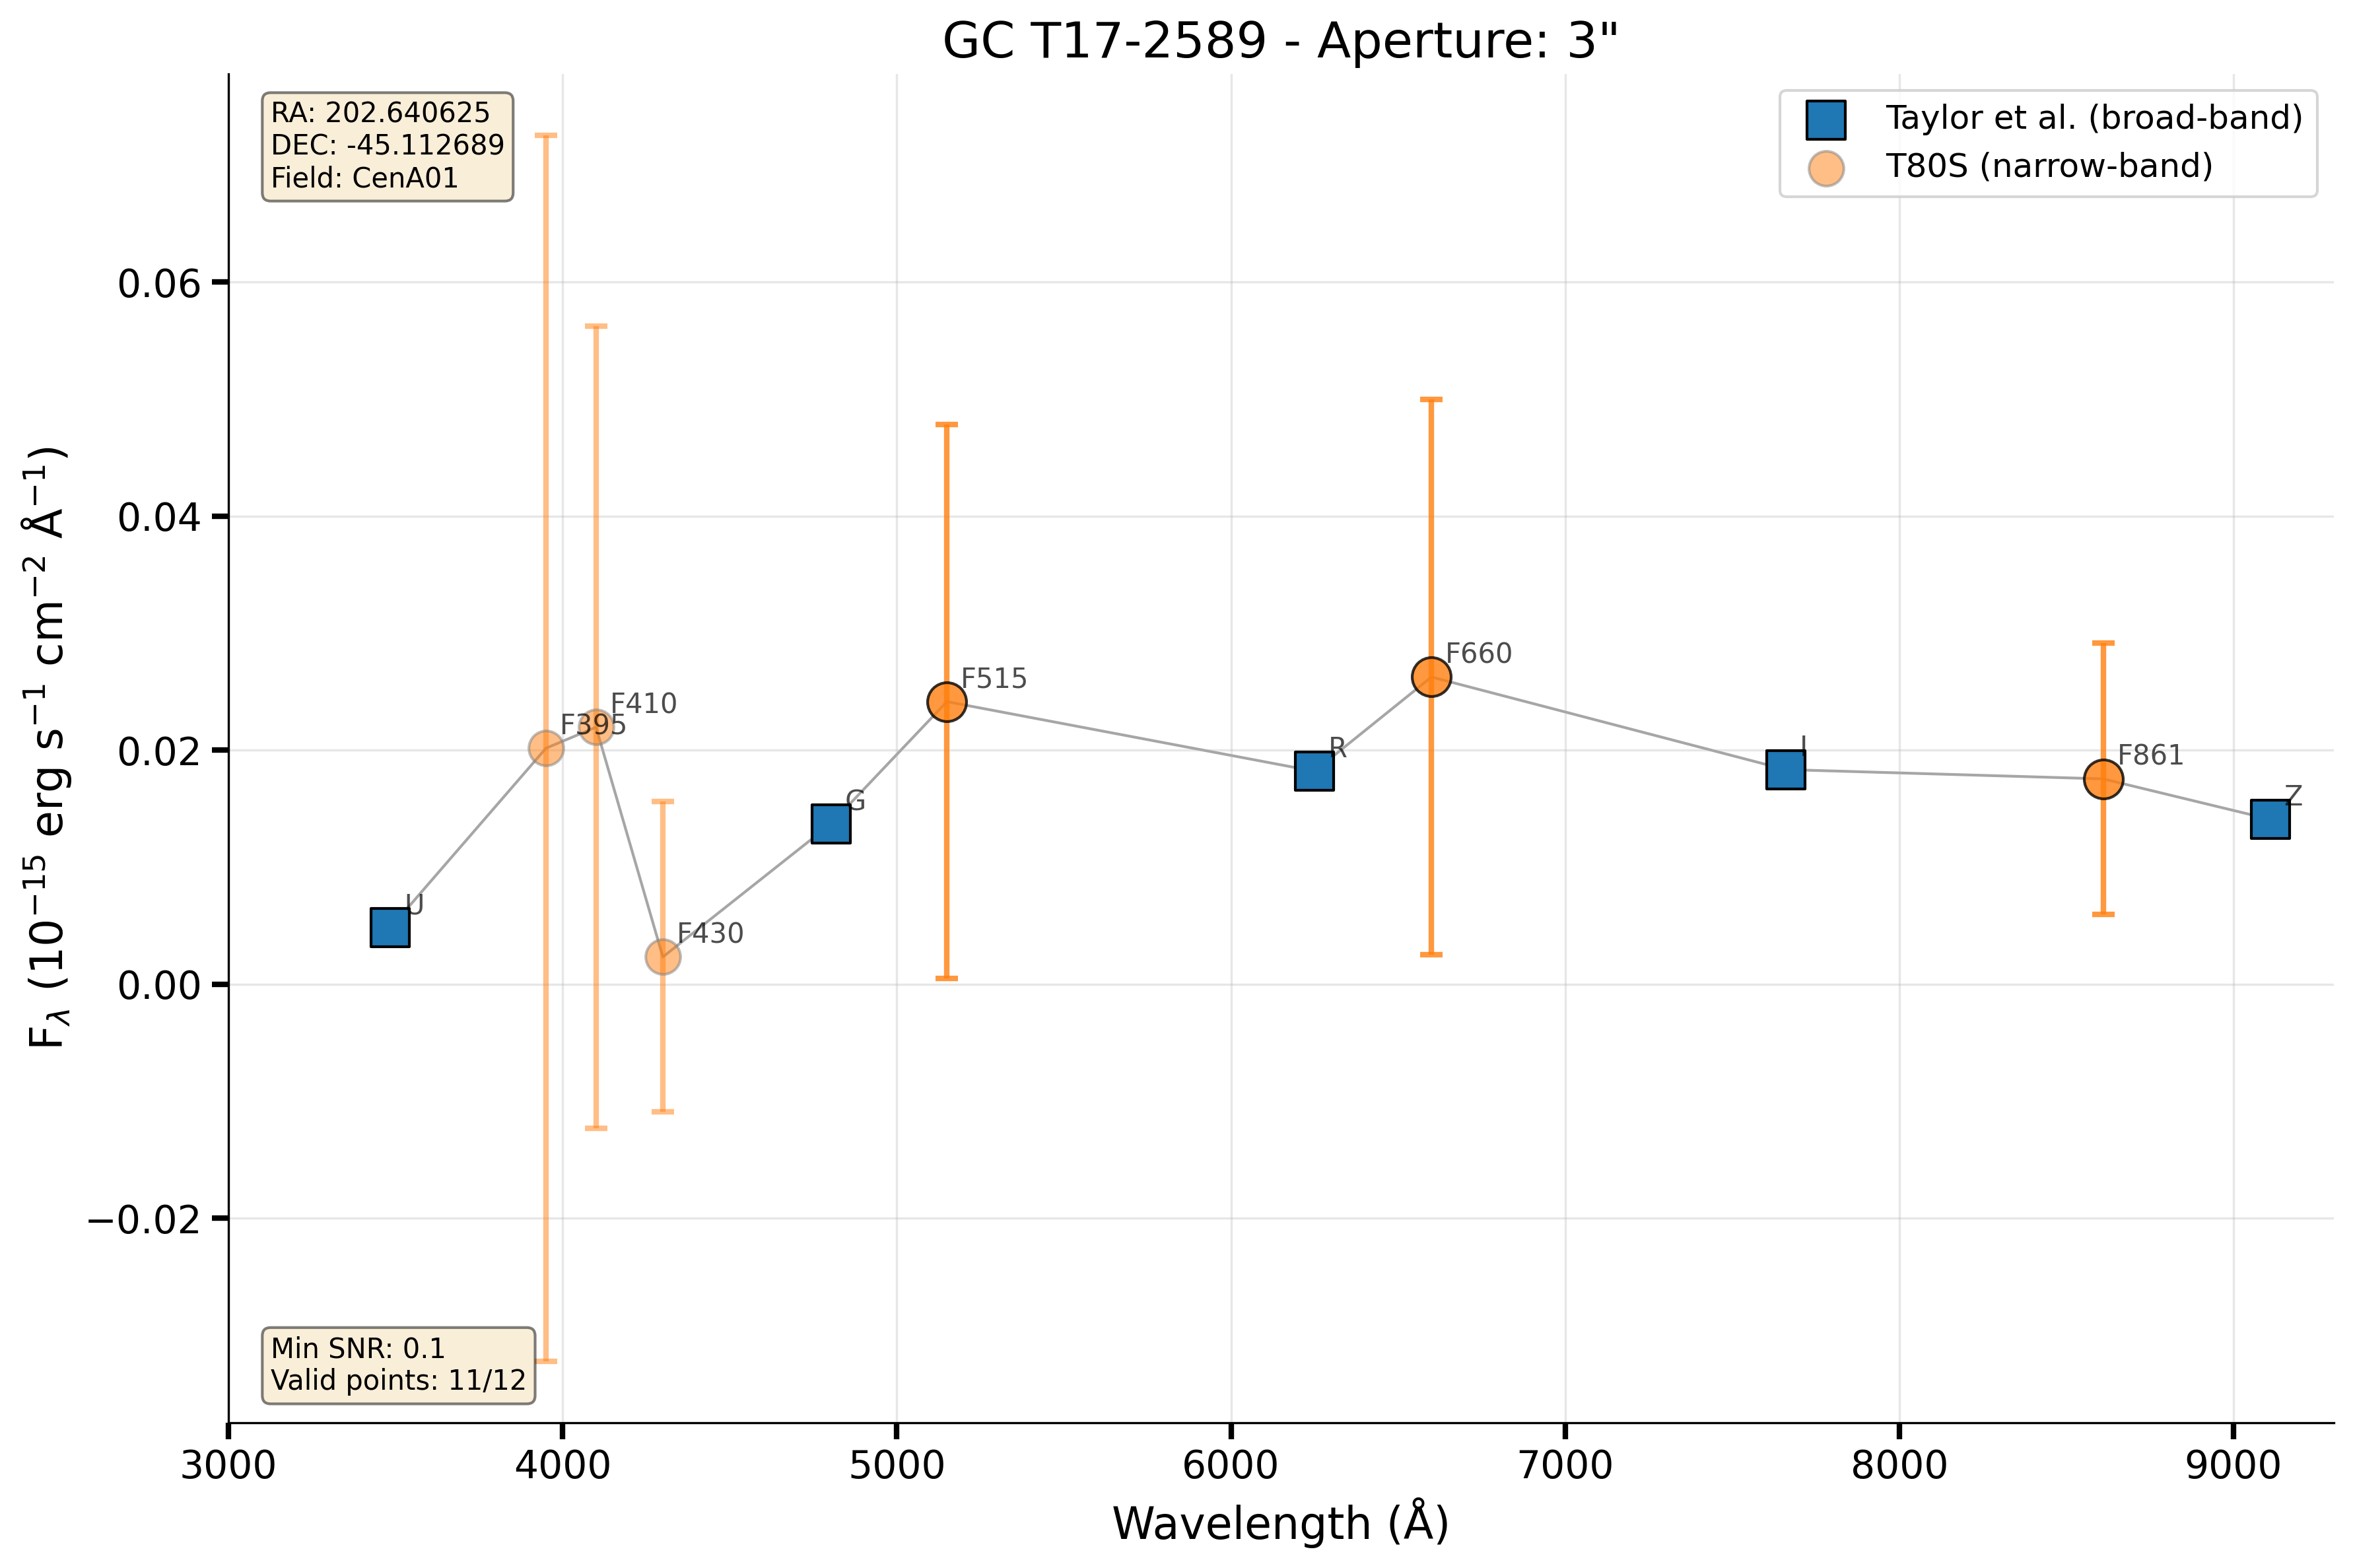 GC T17-2589 - Aperture: 3"
RA: 202.640625
DEC: -45.112689
Field: CenA01
Taylor et al. (broad-band)
T80S (narrow-band)
0.06
0.04
0.02
0.00
−0.02
F_λ (10⁻¹⁵ erg s⁻¹ cm⁻² Å⁻¹)
U
F395
F410
F430
G
F515
R
F660
I
F861
Z
Min SNR: 0.1
Valid points: 11/12
3000 4000 5000 6000 7000 8000 9000
Wavelength (Å)